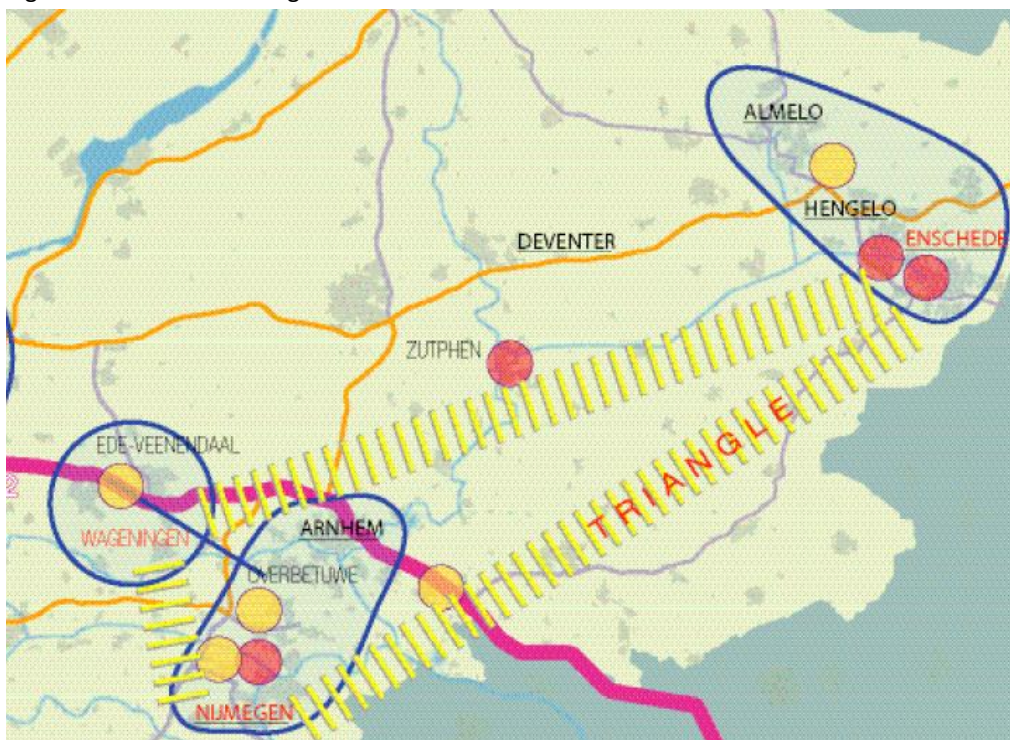 ALMELO
HENGELO
ENSCHEDE
DEVENTER
ZUTPHEN
TRIANGLE
EDE-VEENENDAAL
WAGENINGEN
ARNHEM
OVERBETUWE
NIJMEGEN